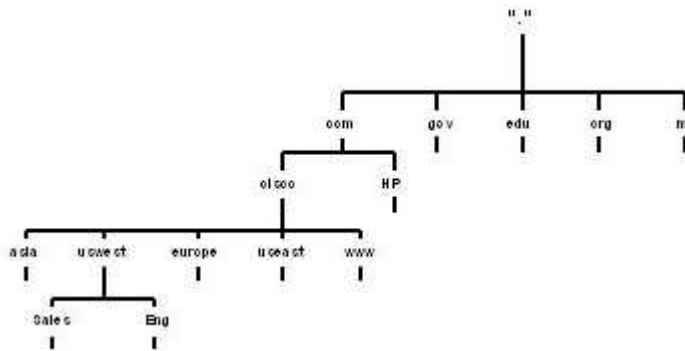 "."
com gov edu org
cisco HP
asia uswest europe useast www
Sales Eng